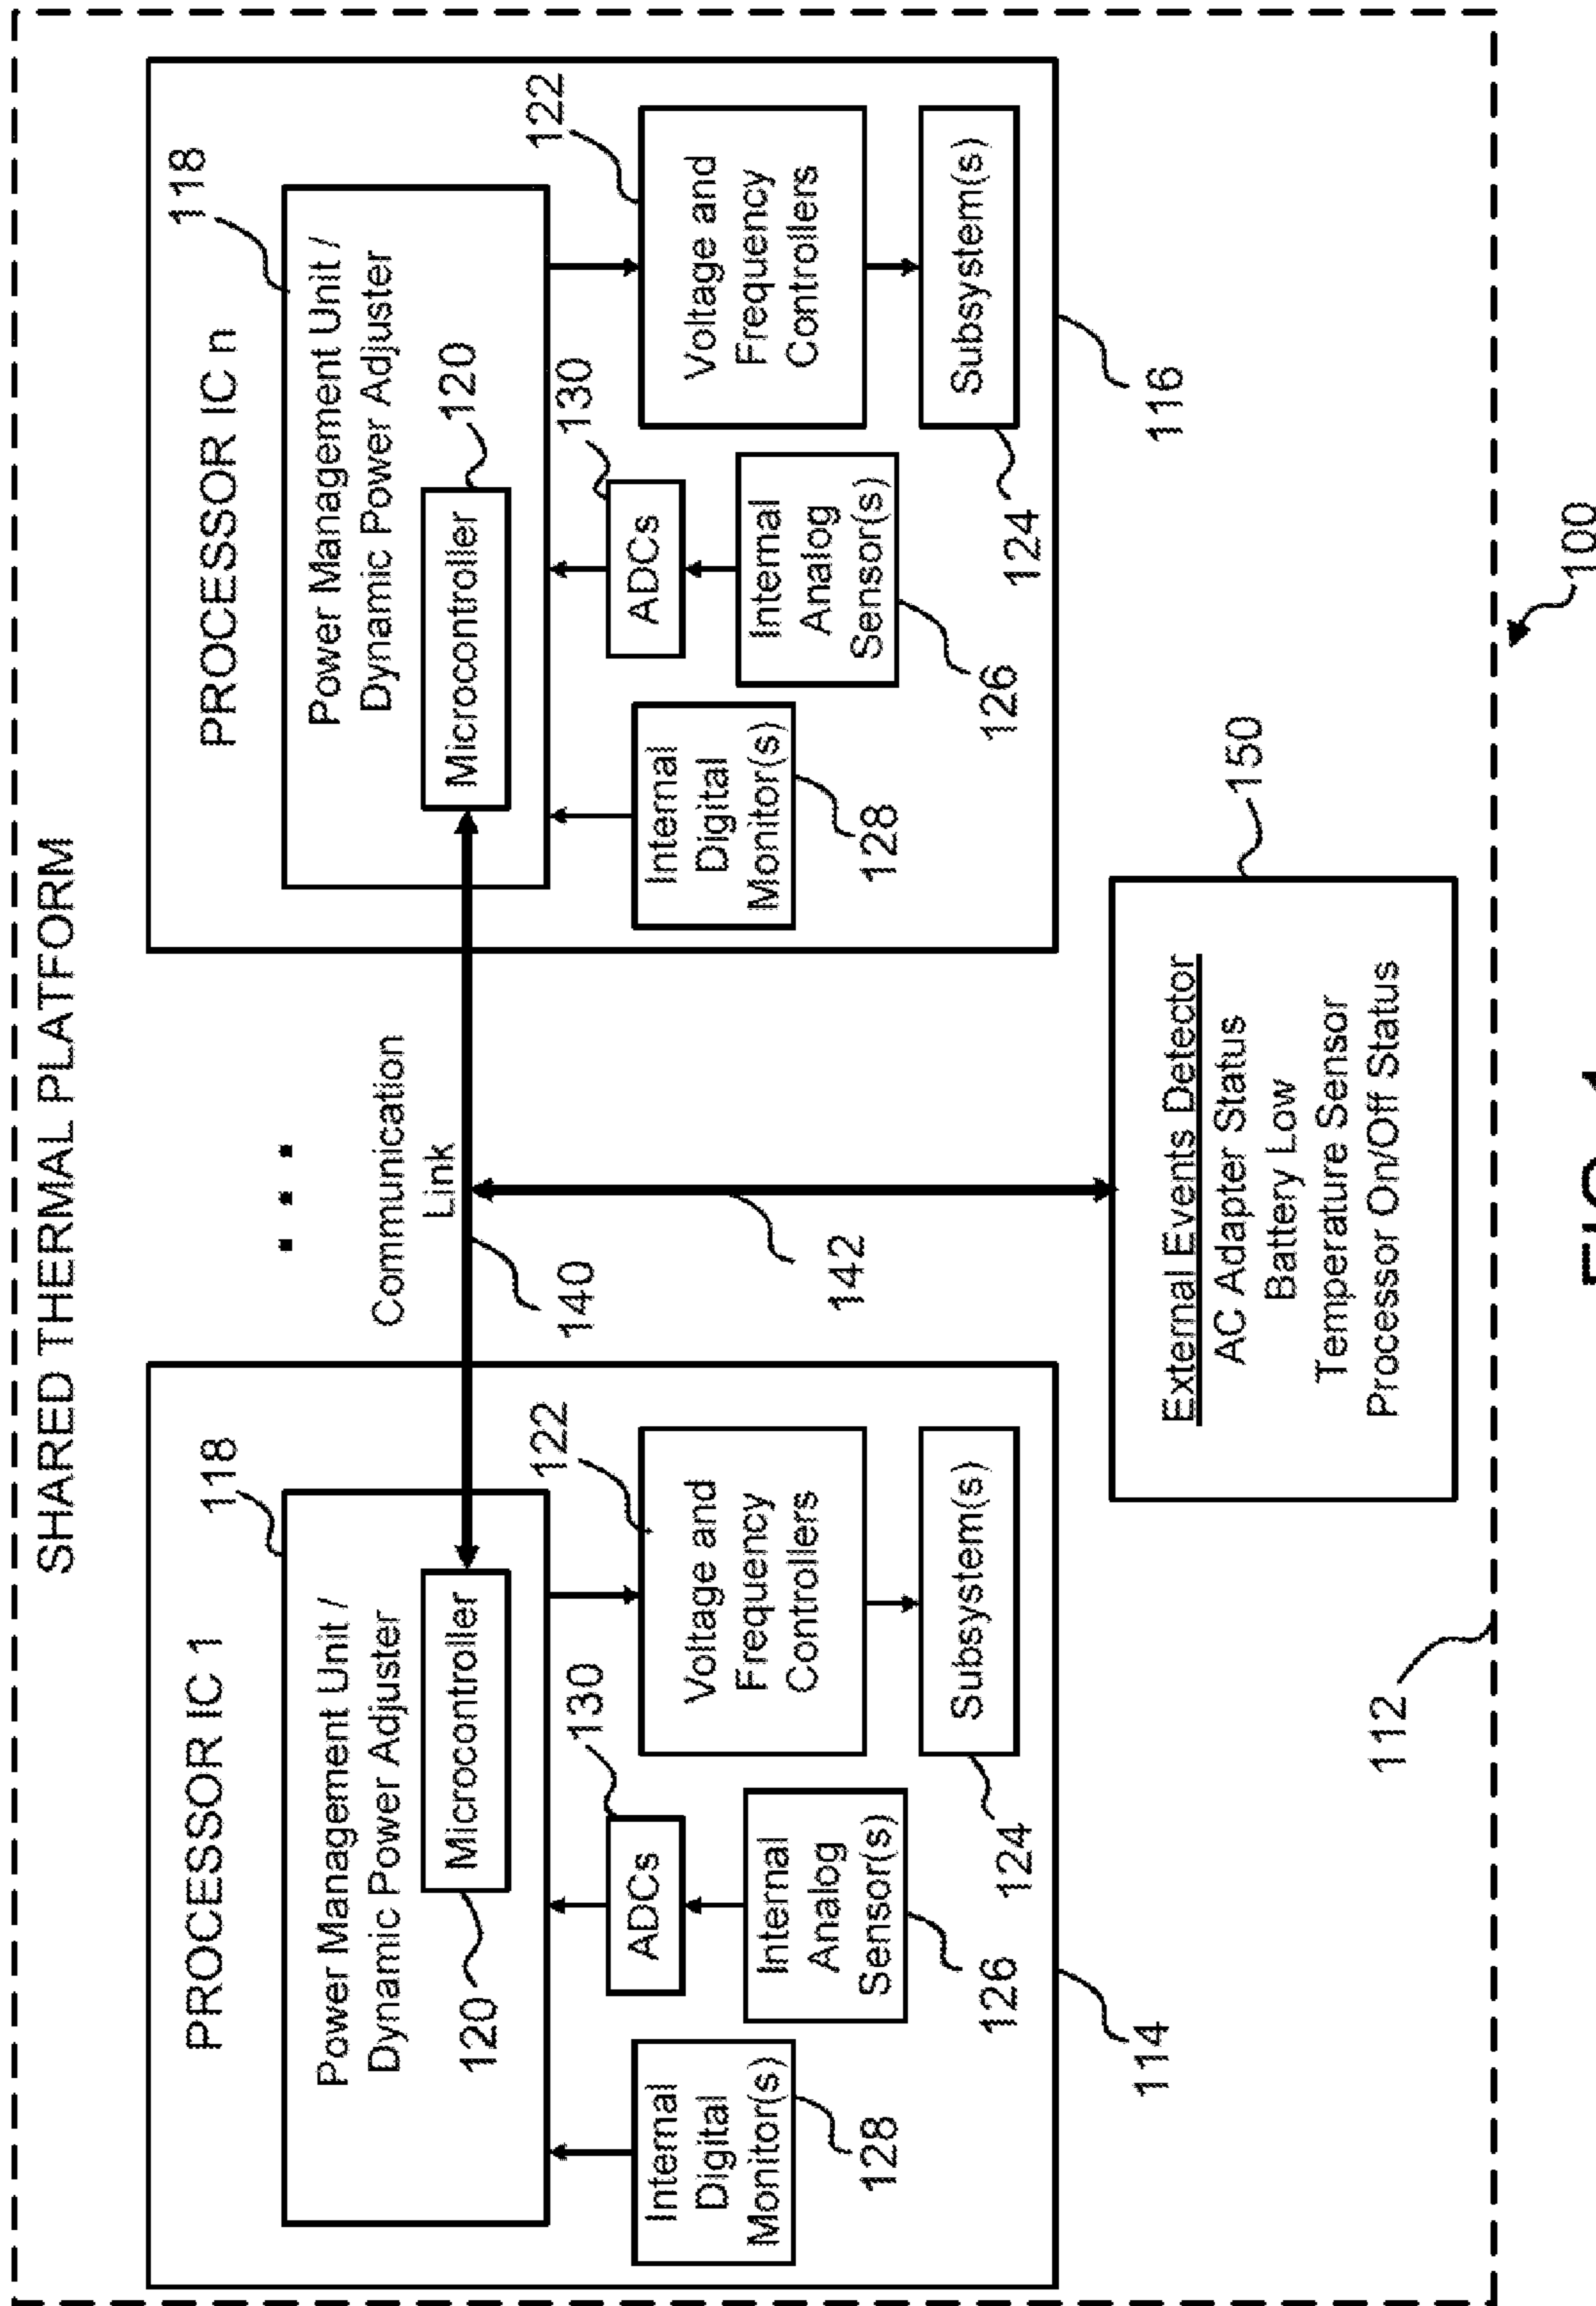 SHARED THERMAL PLATFORM
PROCESSOR IC 1
118
Power Management Unit /
Dynamic Power Adjuster
Microcontroller
120
130
122
Internal
Digital
Monitor(s)
128
ADCs
Internal
Analog
Sensor(s)
126
Voltage and
Frequency
Controllers
Subsystem(s)
124
114
...
Communication
Link
140
142
PROCESSOR IC n
118
Power Management Unit /
Dynamic Power Adjuster
Microcontroller
120
130
122
Internal
Digital
Monitor(s)
128
ADCs
Internal
Analog
Sensor(s)
126
Voltage and
Frequency
Controllers
Subsystem(s)
124
116
External Events Detector
AC Adapter Status
Battery Low
Temperature Sensor
Processor On/Off Status
150
112
100